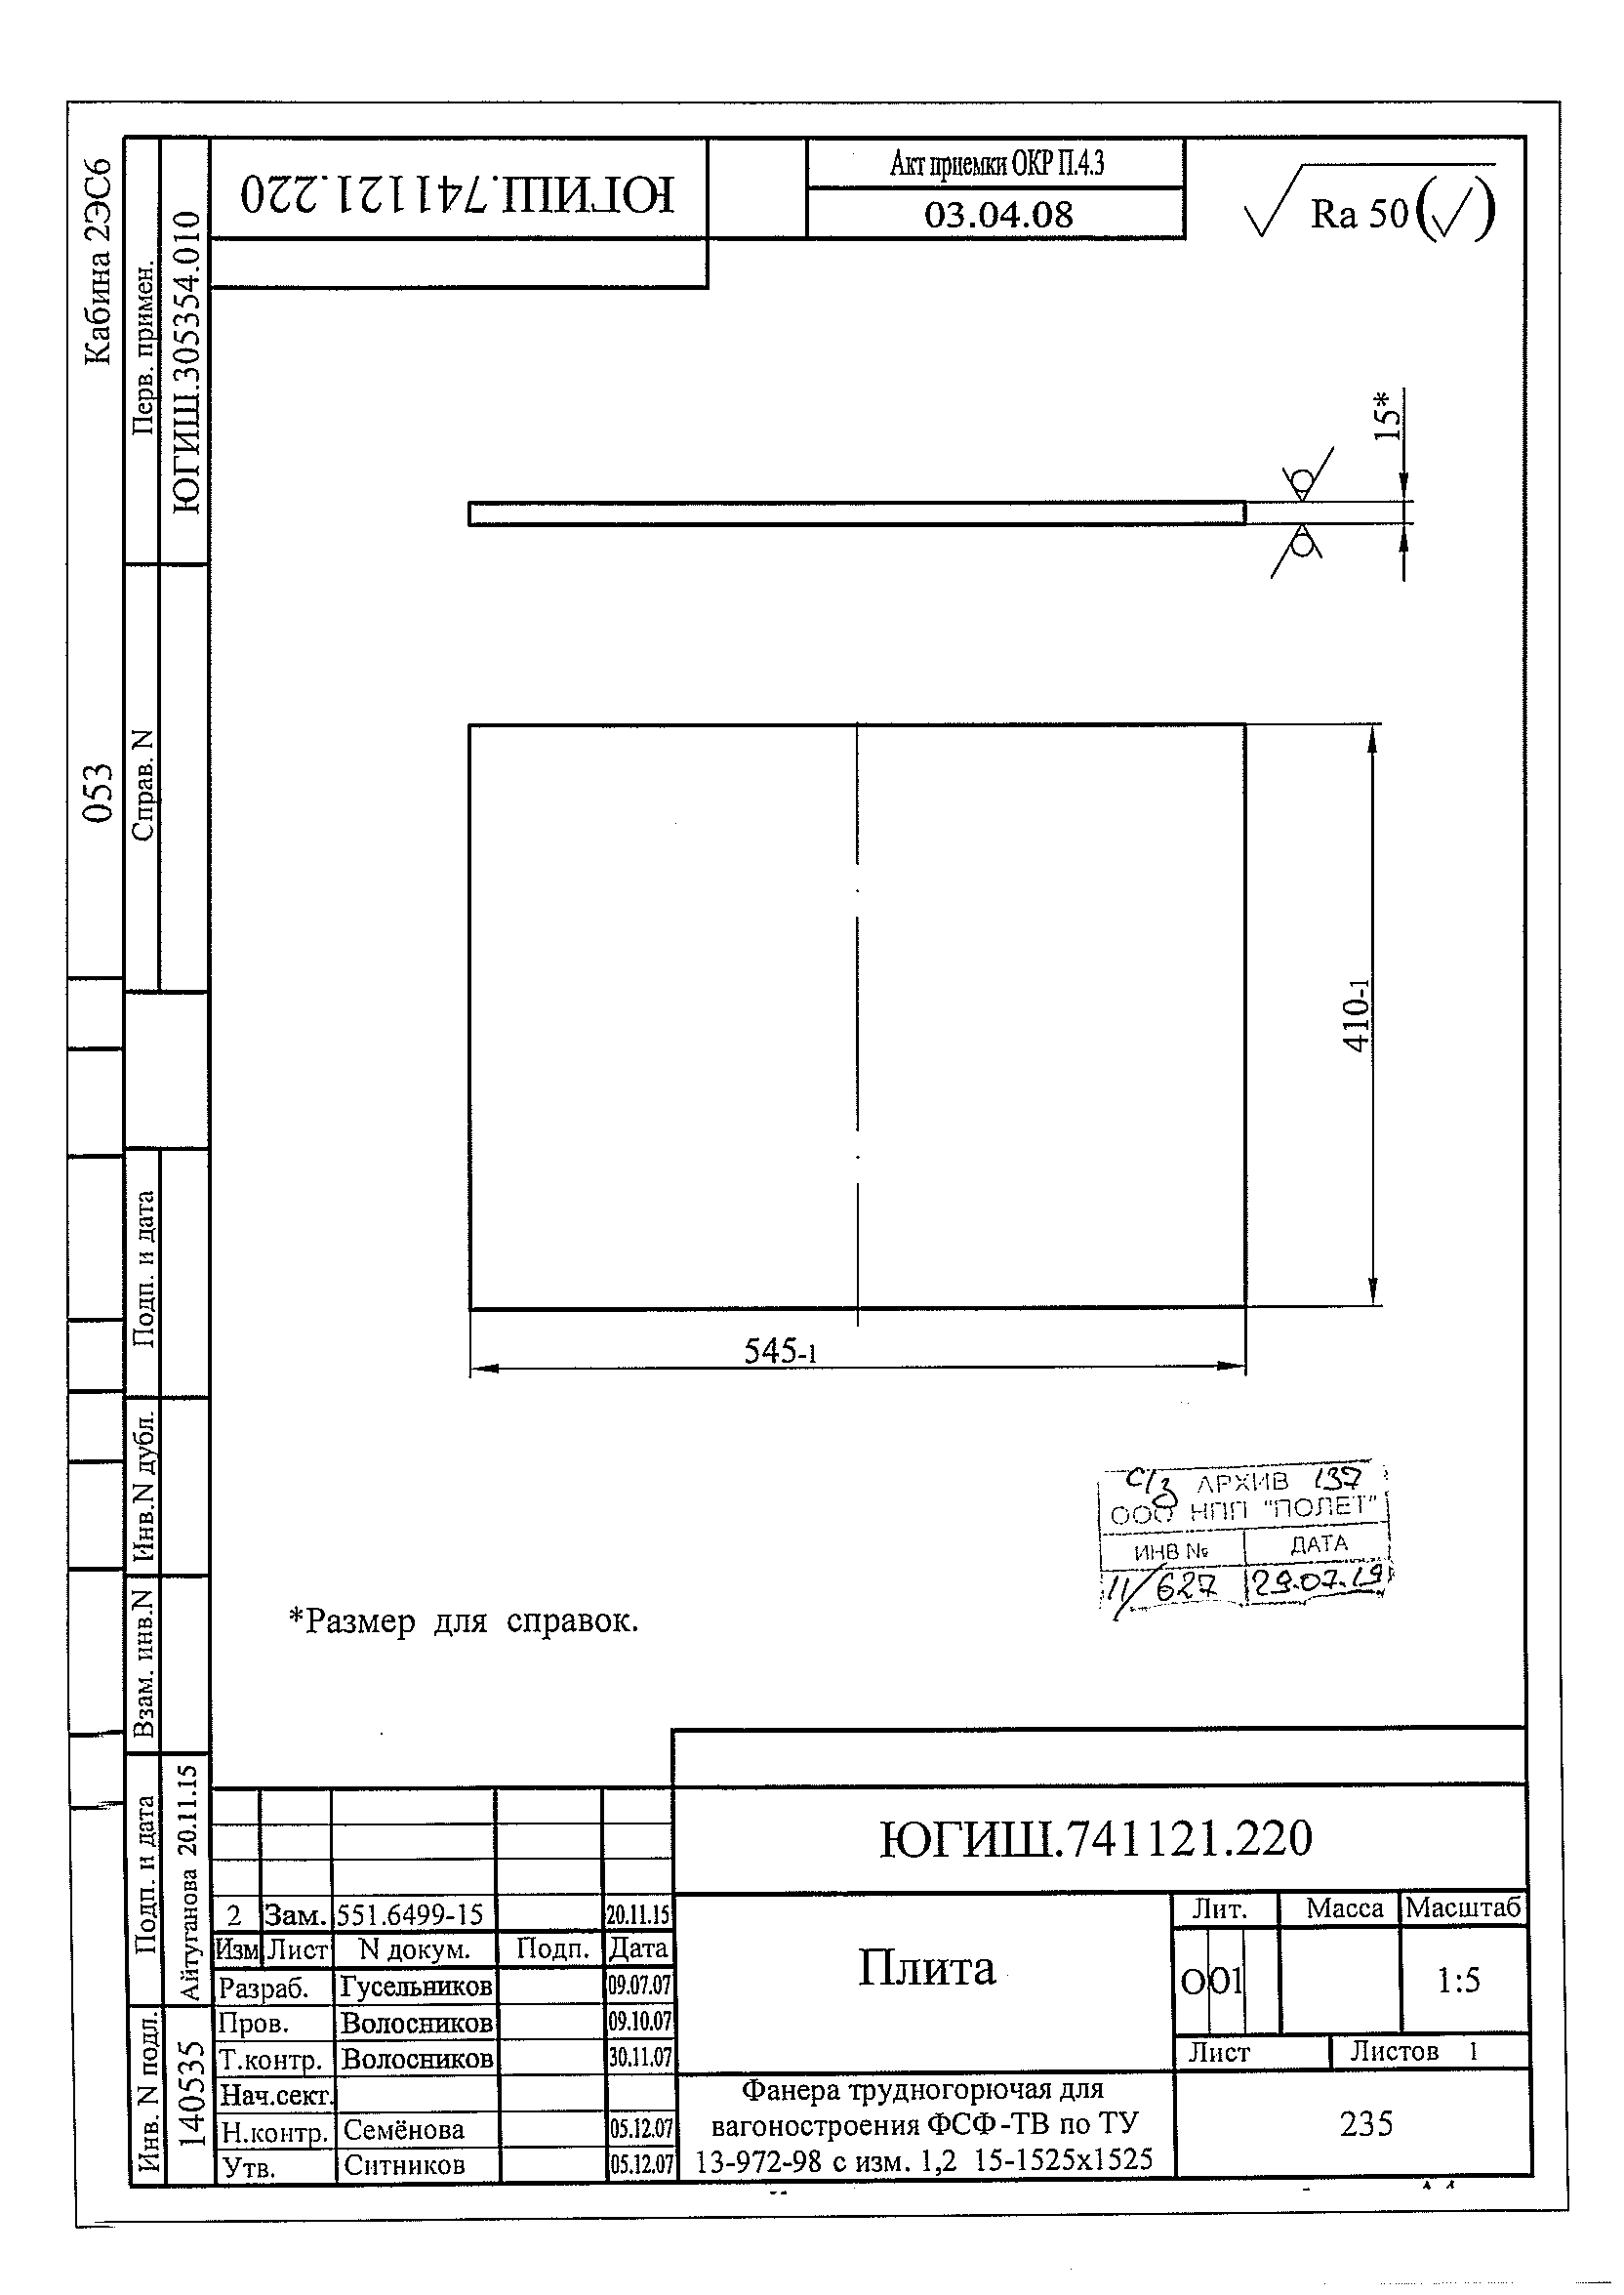 Кабина 2ЭС6
053
Перв. примен.
ЮГИШ.305354.010
Справ. N
Подп. и дата
Инв.N дубл.
Взам. инв.N
Подп. и дата
Айтуганова 20.11.15
Инв. N подл.
140535
ЮГИШ.741121.220
Акт приемки ОКР П.4.3
03.04.08
Ra 50 (√)
15*
410-1
545-1
С/з АРХИВ 137
ООО НПП "ПОЛЕТ"
ИНВ № ДАТА
11/627 29.07.19
*Размер для справок.
ЮГИШ.741121.220
2 Зам. 551.6499-15 20.11.15
Изм Лист N докум. Подп. Дата
Разраб. Гусельников 09.07.07
Пров. Волосников 09.10.07
Т.контр. Волосников 30.11.07
Нач.сект.
Н.контр. Семёнова 05.12.07
Утв. Ситников 05.12.07
Плита
Лит. Масса Масштаб
О О1 1:5
Лист Листов 1
Фанера трудногорючая для
вагоностроения ФСФ-ТВ по ТУ
13-972-98 с изм. 1,2 15-1525x1525
235